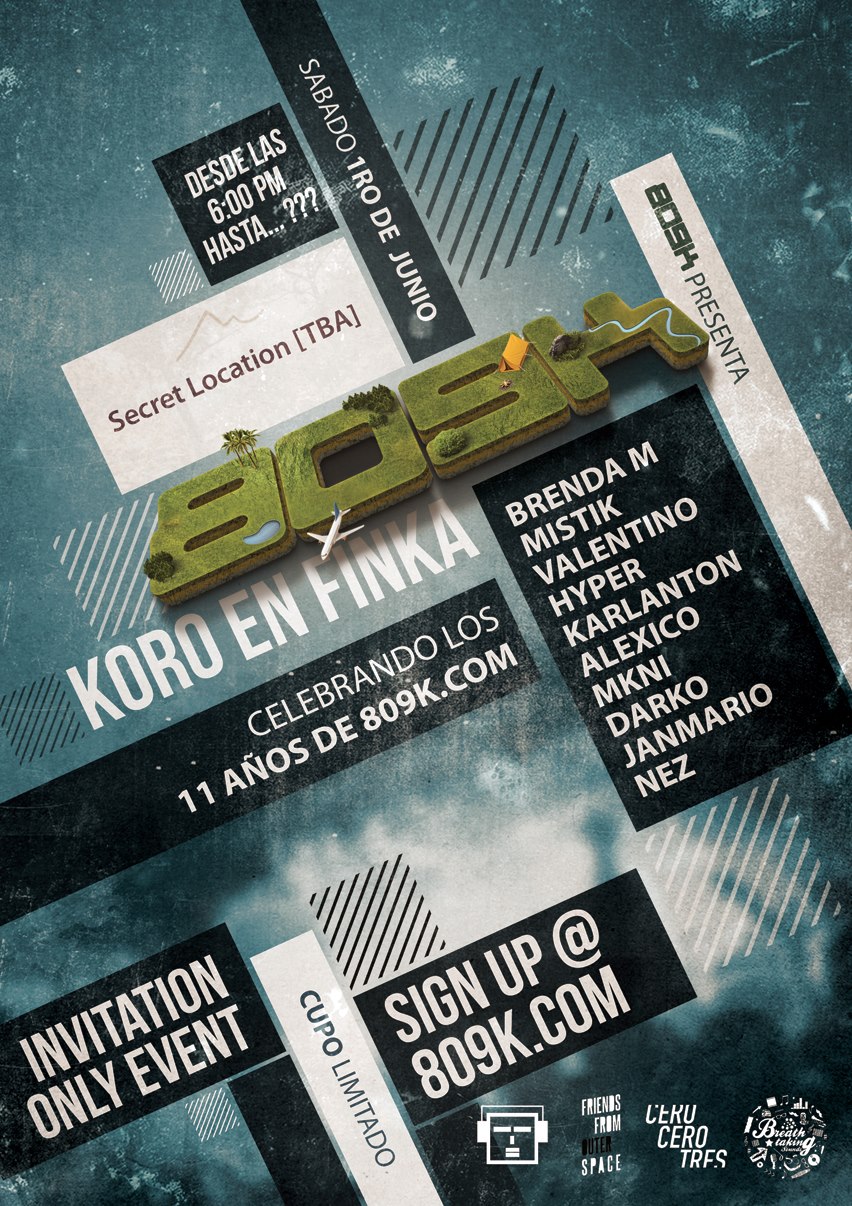 SABADO 1RO DE JUNIO
DESDE LAS
6:00 PM
HASTA...???
809K PRESENTA
Secret Location [TBA]
809K
KORO EN FINKA
CELEBRANDO LOS
11 AÑOS DE 809K.COM
BRENDA M
MISTIK
VALENTINO
HYPER
KARLANTON
ALEXICO
MKNI
DARKO
JANMARIO
NEZ
INVITATION
ONLY EVENT
CUPO LIMITADO
SIGN UP @
809K.COM
FRIENDS
FROM
OUTER
SPACE
CERO
CERO
TRES
Breath
taking
Sounds